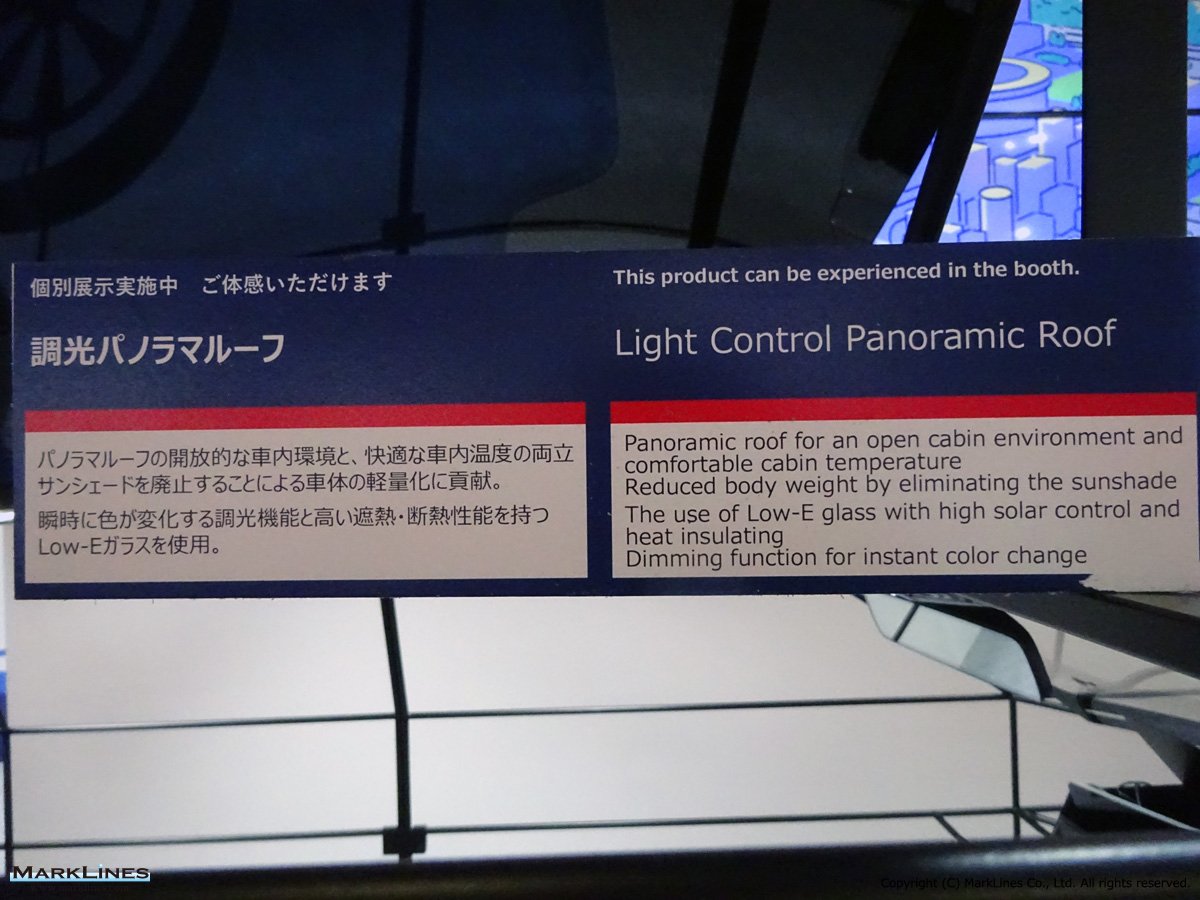 個別展示実施中　ご体感いただけます
調光パノラマルーフ
パノラマルーフの開放的な車内環境と、快適な車内温度の両立
サンシェードを廃止することによる車体の軽量化に貢献。
瞬時に色が変化する調光機能と高い遮熱・断熱性能を持つ
Low-Eガラスを使用。
This product can be experienced in the booth.
Light Control Panoramic Roof
Panoramic roof for an open cabin environment and
comfortable cabin temperature
Reduced body weight by eliminating the sunshade
The use of Low-E glass with high solar control and
heat insulating
Dimming function for instant color change
MARKLINES
www.marklines.com
Copyright (C) MarkLines Co., Ltd. All rights reserved.